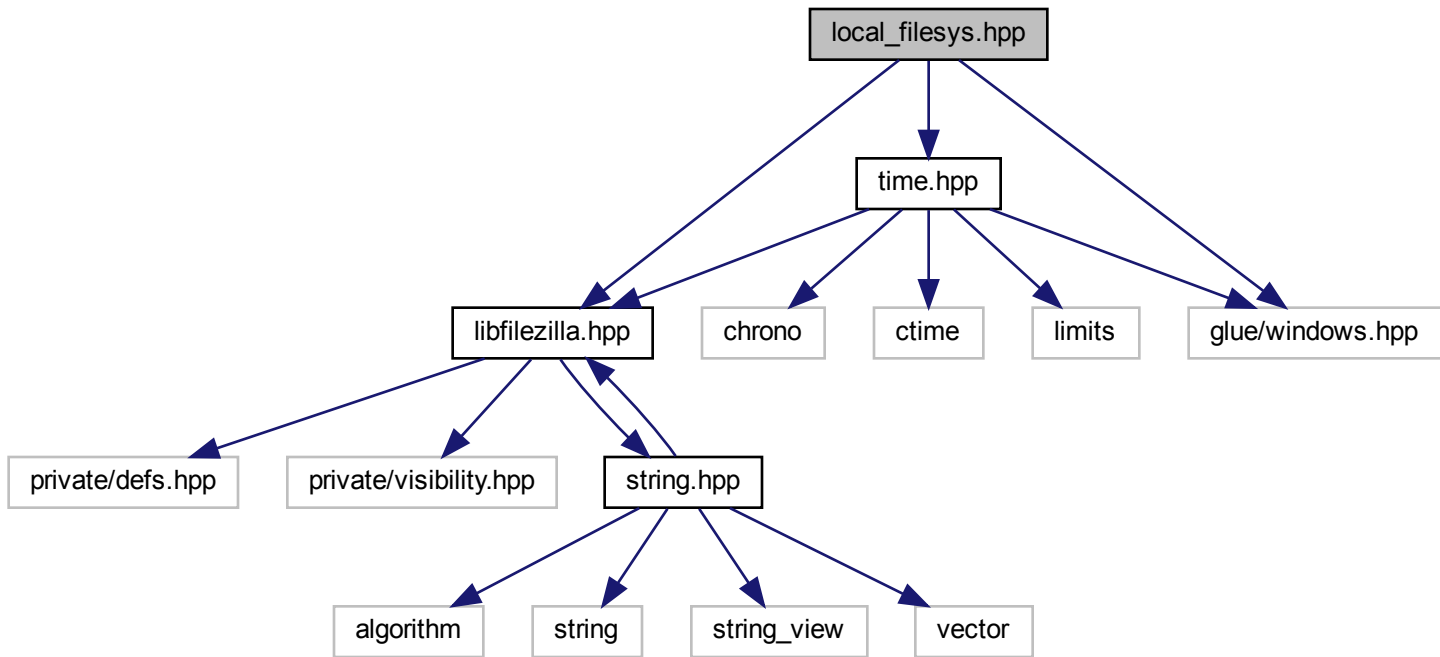 local_filesys.hpp
time.hpp
libfilezilla.hpp
chrono
ctime
limits
glue/windows.hpp
private/defs.hpp
private/visibility.hpp
string.hpp
algorithm
string
string_view
vector